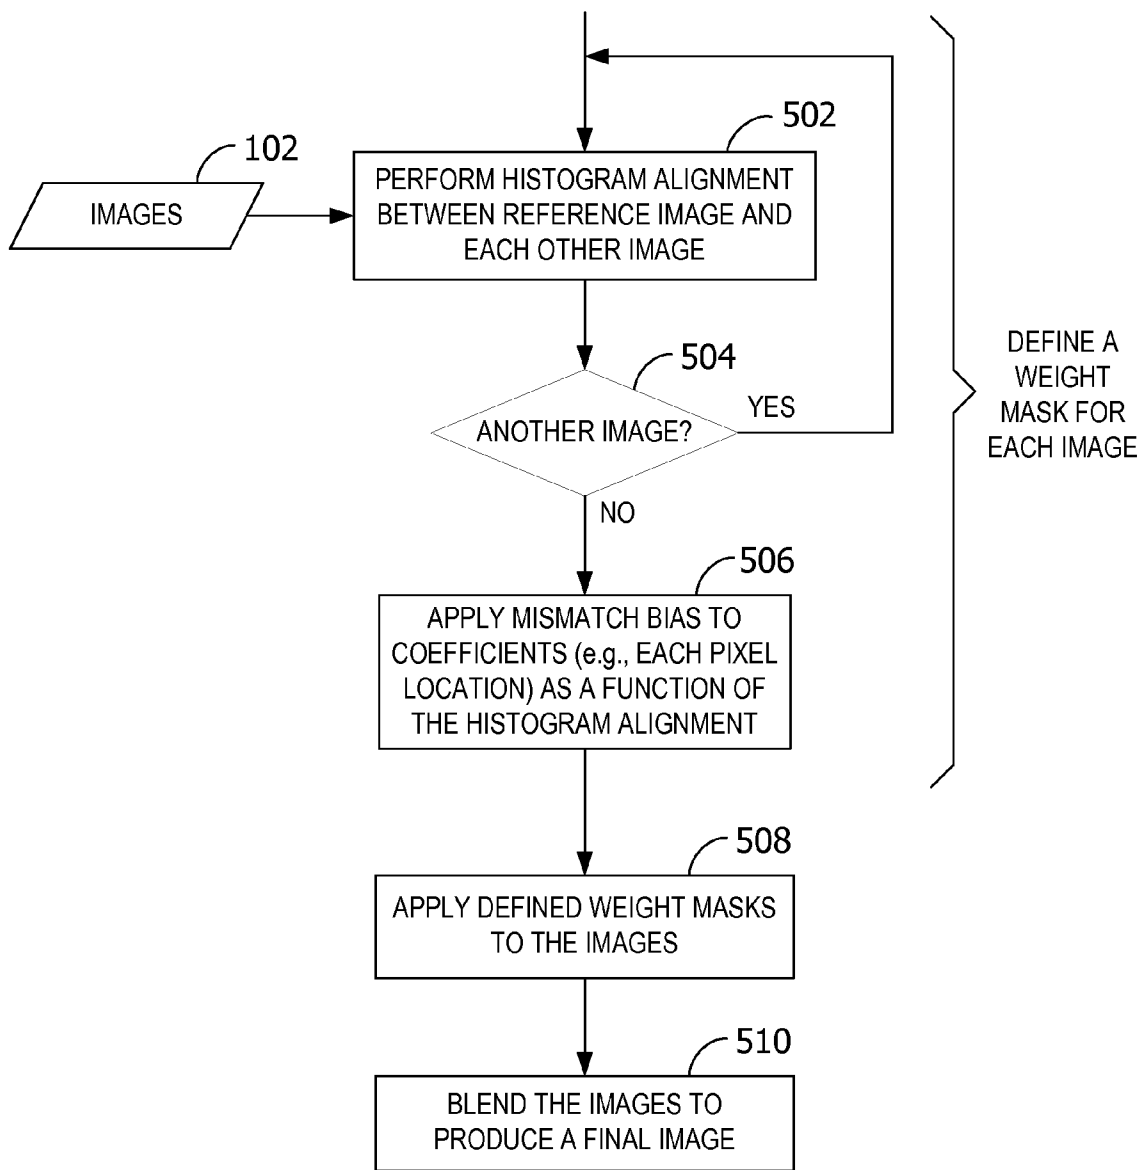 502
102
PERFORM HISTOGRAM ALIGNMENT
BETWEEN REFERENCE IMAGE AND
EACH OTHER IMAGE
IMAGES
504
ANOTHER IMAGE?
YES
NO
DEFINE A
WEIGHT
MASK FOR
EACH IMAGE
506
APPLY MISMATCH BIAS TO
COEFFICIENTS (e.g., EACH PIXEL
LOCATION) AS A FUNCTION OF
THE HISTOGRAM ALIGNMENT
508
APPLY DEFINED WEIGHT MASKS
TO THE IMAGES
510
BLEND THE IMAGES TO
PRODUCE A FINAL IMAGE